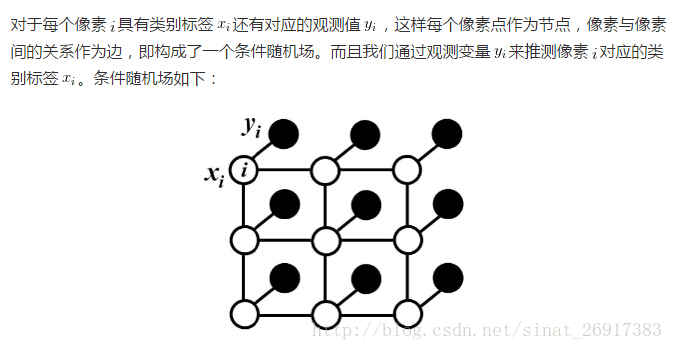 对于每个像素 i 具有类别标签 xᵢ 还有对应的观测值 yᵢ ，这样每个像素点作为节点，像素与像素
间的关系作为边，即构成了一个条件随机场。而且我们通过观测变量 yᵢ 来推测像素 i 对应的类
别标签 xᵢ 。条件随机场如下：
yᵢ
xᵢ i
http://blog.csdn.net/sinat_26917383